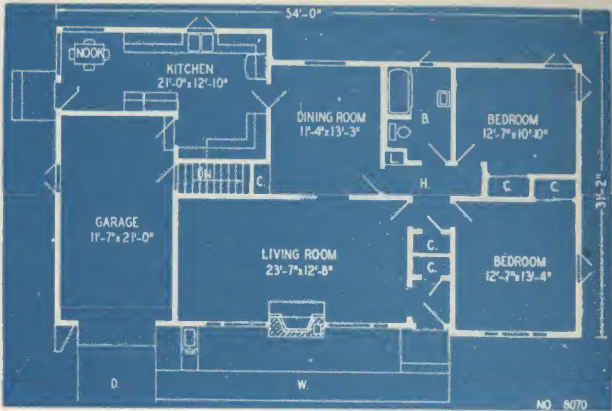 54'-0"
NOOK
KITCHEN
21'-0"x12'-10"
DINING ROOM
11'-4"x13'-3"
B.
BEDROOM
12'-7"x10'-10"
L.
DN
C.
H.
C.
C.
31'-2"
GARAGE
11'-7"x21'-0"
LIVING ROOM
23'-7"x12'-8"
C.
C.
BEDROOM
12'-7"x13'-4"
D.
W.
NO 8070